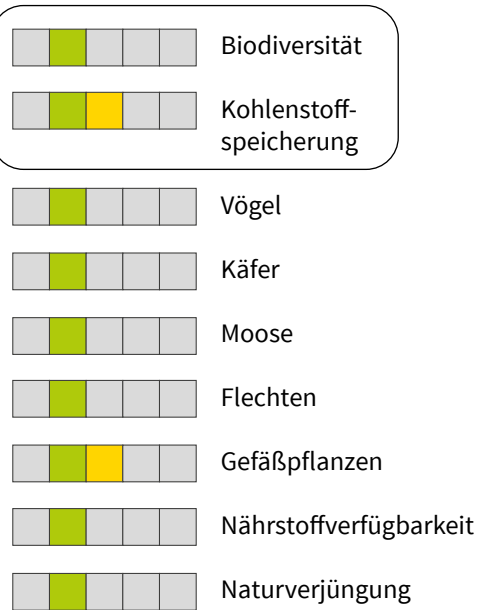 Biodiversität
Kohlenstoff-
speicherung
Vögel
Käfer
Moose
Flechten
Gefäßpflanzen
Nährstoffverfügbarkeit
Naturverjüngung